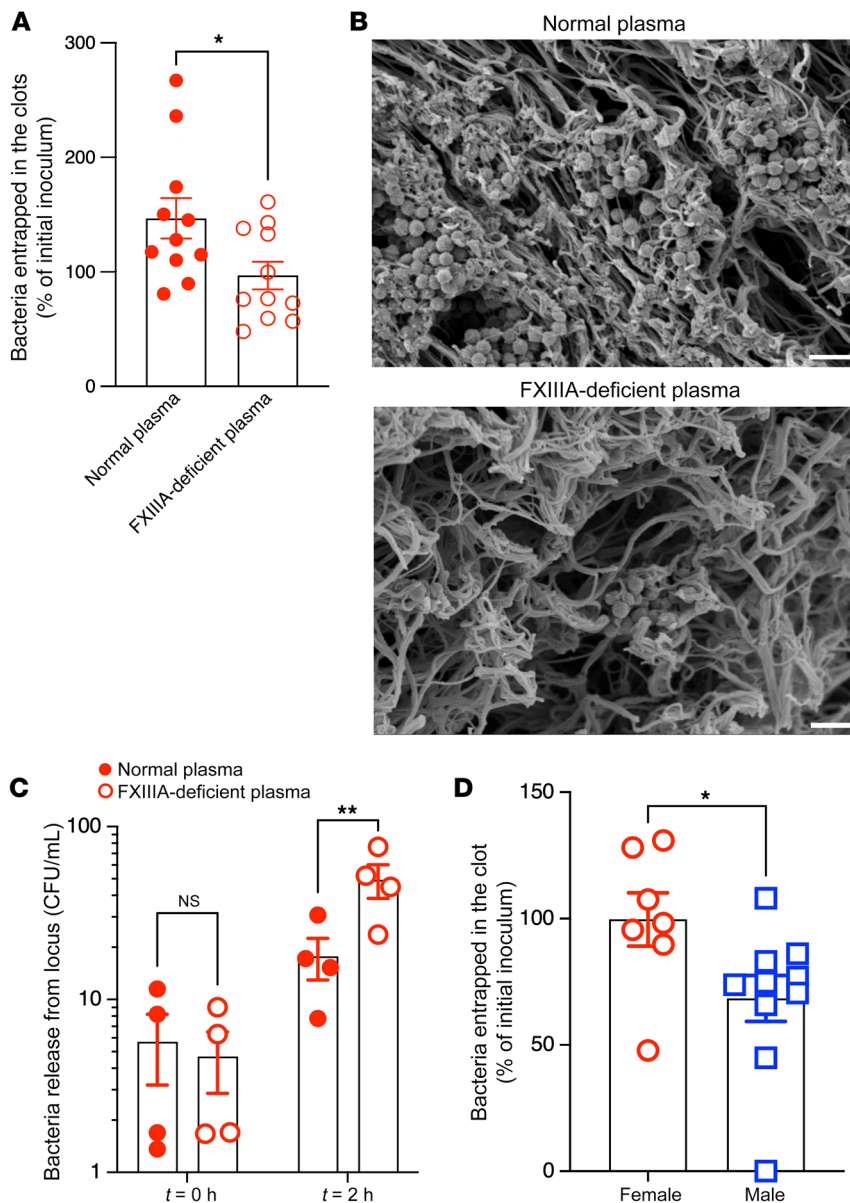 A
300
200
100
0
Bacteria entrapped in the clots
(% of initial inoculum)
*
Normal plasma
FXIIIA-deficient plasma
B
Normal plasma
FXIIIA-deficient plasma
C
Normal plasma
FXIIIA-deficient plasma
Bacteria release from locus (CFU/mL)
100
10
1
NS
**
t = 0 h
t = 2 h
D
150
100
50
0
Bacteria entrapped in the clot
(% of initial inoculum)
*
Female
Male